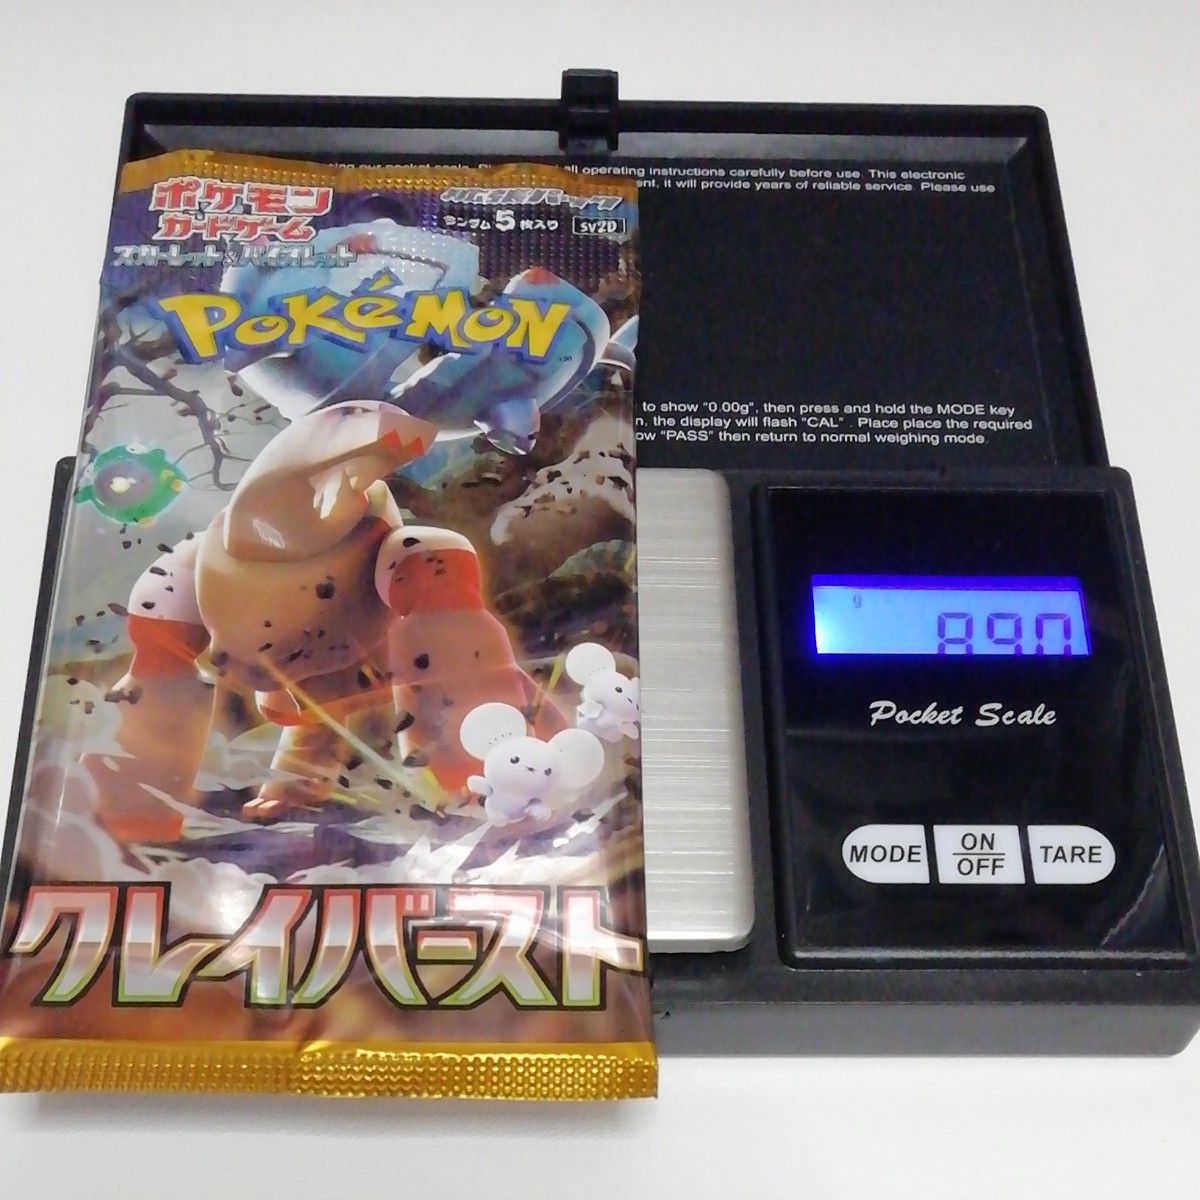 operating instructions carefully before use. This electronic
it will provide years of reliable service. Please use
ポケモン
カードゲーム
スカーレット&バイオレット
拡張パック
ランダム5枚入り sv2D
POKéMON
to show "0.00g", then press and hold the MODE key
the display will flash "CAL" . Place place the required
"PASS" then return to normal weighing mode.
g
890
Pocket Scale
MODE ON OFF TARE
クレイバースト